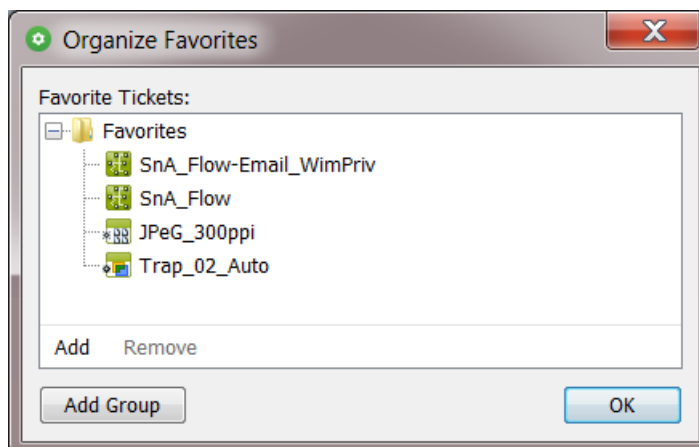 Organize Favorites
Favorite Tickets:
Favorites
SnA_Flow-Email_WimPriv
SnA_Flow
JPeG_300ppi
Trap_02_Auto
Add Remove
Add Group OK